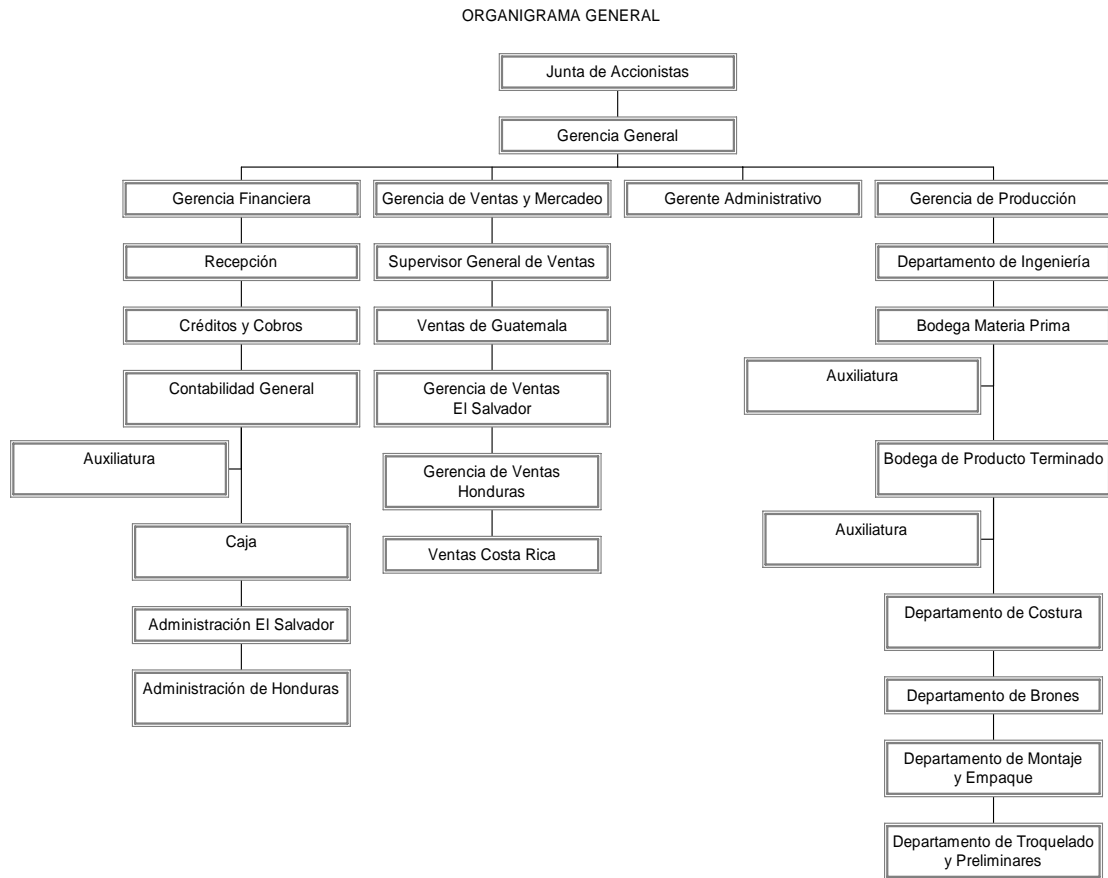 ORGANIGRAMA GENERAL
Junta de Accionistas
Gerencia General
Gerencia Financiera
Gerencia de Ventas y Mercadeo
Gerente Administrativo
Gerencia de Producción
Recepción
Supervisor General de Ventas
Departamento de Ingeniería
Créditos y Cobros
Ventas de Guatemala
Bodega Materia Prima
Contabilidad General
Gerencia de Ventas
El Salvador
Auxiliatura
Auxiliatura
Gerencia de Ventas
Honduras
Bodega de Producto Terminado
Caja
Ventas Costa Rica
Auxiliatura
Administración El Salvador
Departamento de Costura
Administración de Honduras
Departamento de Brones
Departamento de Montaje
y Empaque
Departamento de Troquelado
y Preliminares